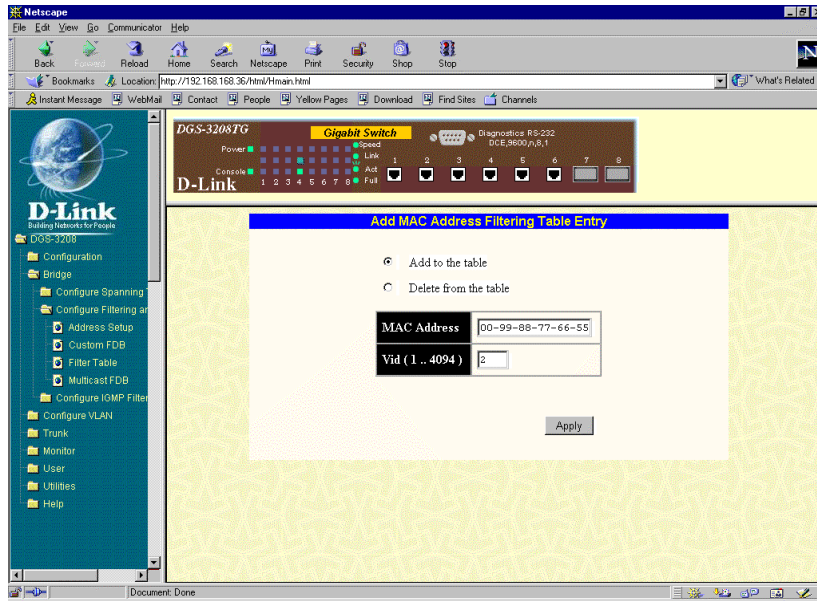 Netscape
File Edit View Go Communicator Help
Back Forward Reload Home Search Netscape Print Security Shop Stop
Bookmarks Location: http://192.168.168.36/html/Hmain.html What's Related
Instant Message WebMail Contact People Yellow Pages Download Find Sites Channels
DGS-3208TG Gigabit Switch Diagnostics RS-232
DCE,9600,n,8,1
Power Speed
Link
Console Act
Full
D-Link 1 2 3 4 5 6 7 8
1 2 3 4 5 6 7 8
D-Link
Building Networks for People
DGS-3208
Configuration
Bridge
Configure Spanning
Configure Filtering ar
Address Setup
Custom FDB
Filter Table
Multicast FDB
Configure IGMP Filter
Configure VLAN
Trunk
Monitor
User
Utilities
Help
Add MAC Address Filtering Table Entry
Add to the table
Delete from the table
MAC Address 00-99-88-77-66-55
Vid ( 1 .. 4094 ) 2
Apply
Document: Done